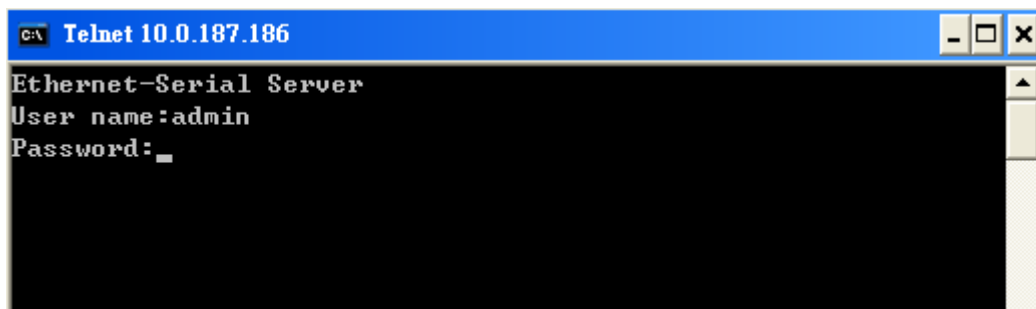 C:\ Telnet 10.0.187.186
Ethernet-Serial Server
User name:admin
Password:_